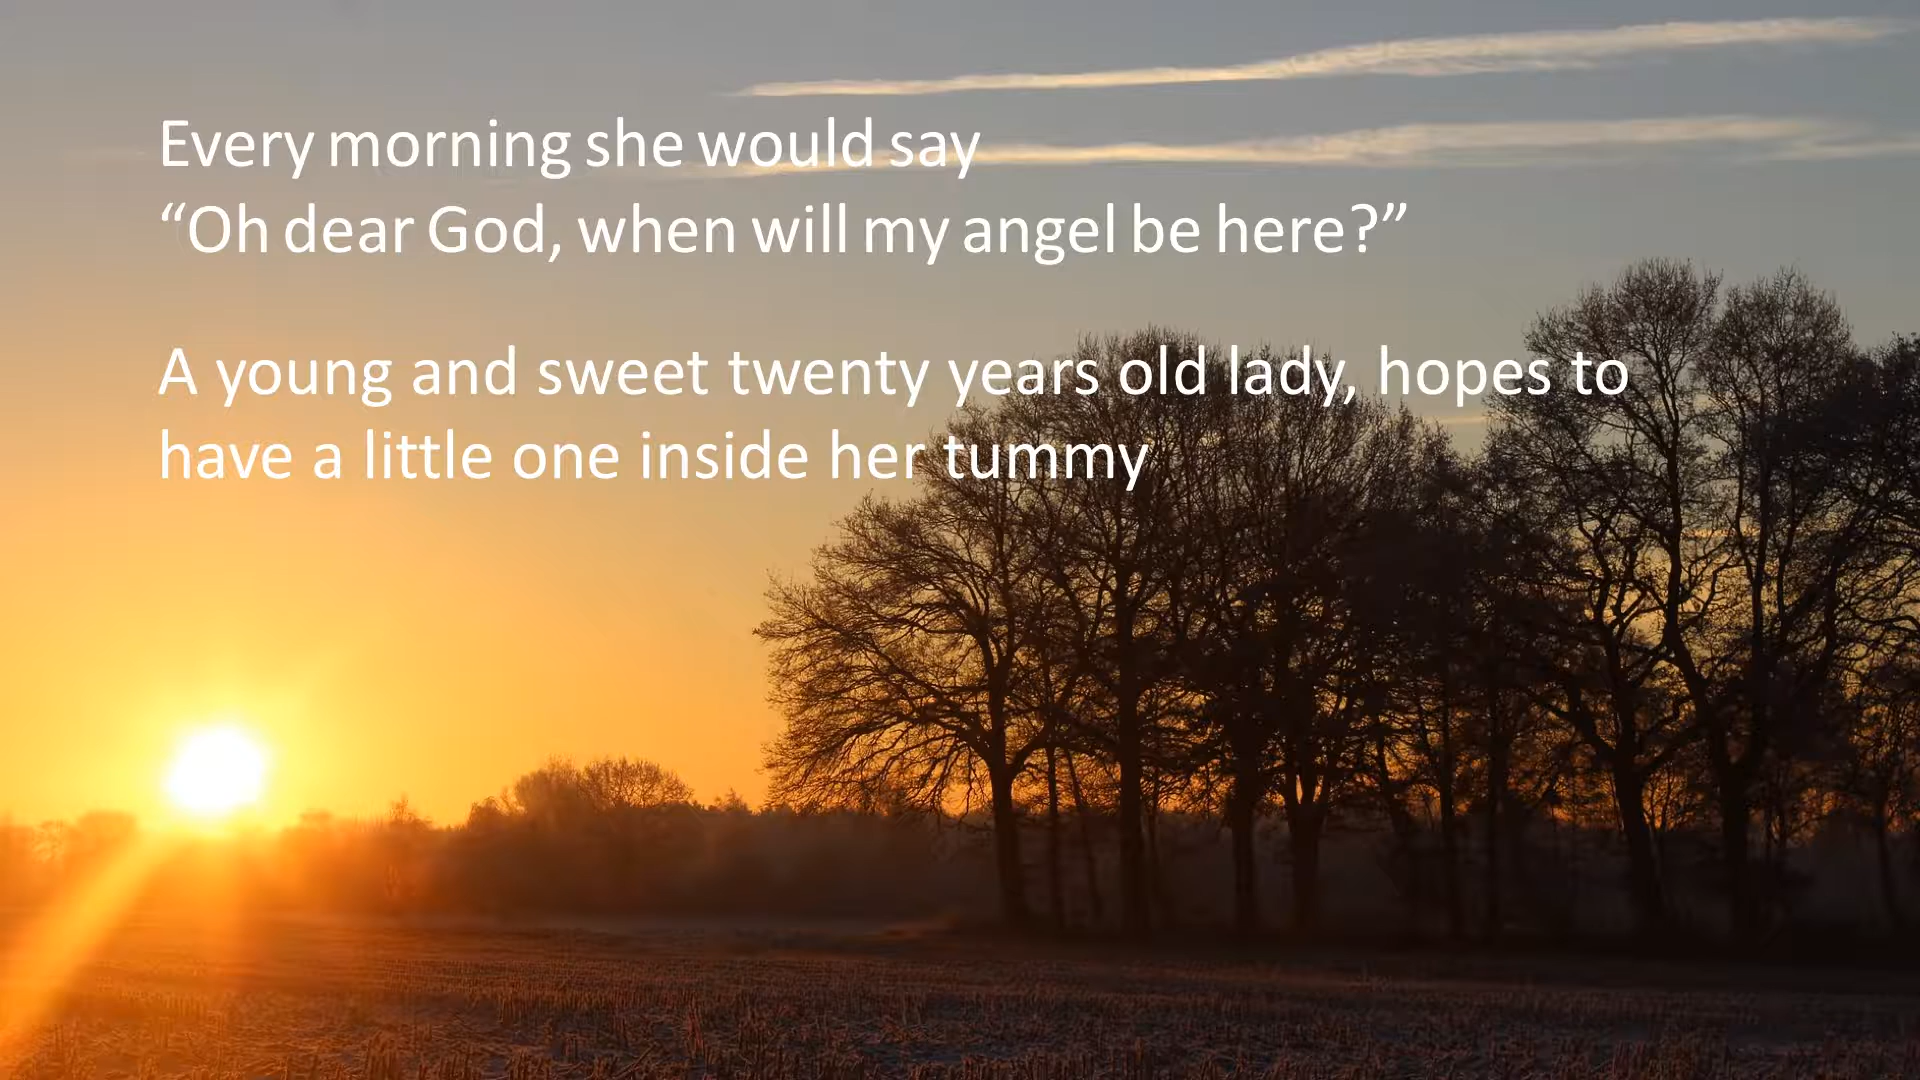 Every morning she would say
“Oh dear God, when will my angel be here?”
A young and sweet twenty years old lady, hopes to
have a little one inside her tummy